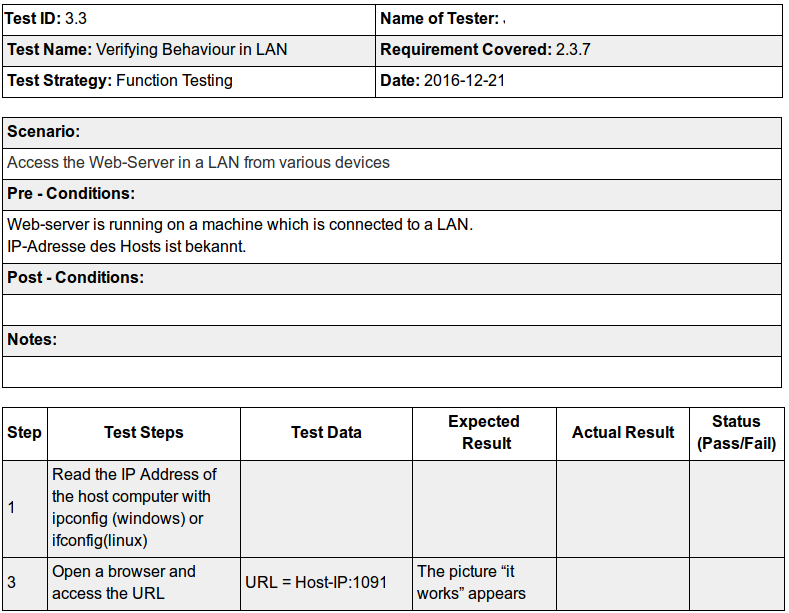 Test ID: 3.3
Name of Tester:
Test Name: Verifying Behaviour in LAN
Requirement Covered: 2.3.7
Test Strategy: Function Testing
Date: 2016-12-21
Scenario:
Access the Web-Server in a LAN from various devices
Pre - Conditions:
Web-server is running on a machine which is connected to a LAN.
IP-Adresse des Hosts ist bekannt.
Post - Conditions:
Notes:
Step
Test Steps
Test Data
Expected
Result
Actual Result
Status
(Pass/Fail)
1
Read the IP Address of
the host computer with
ipconfig (windows) or
ifconfig(linux)
3
Open a browser and
access the URL
URL = Host-IP:1091
The picture “it
works” appears